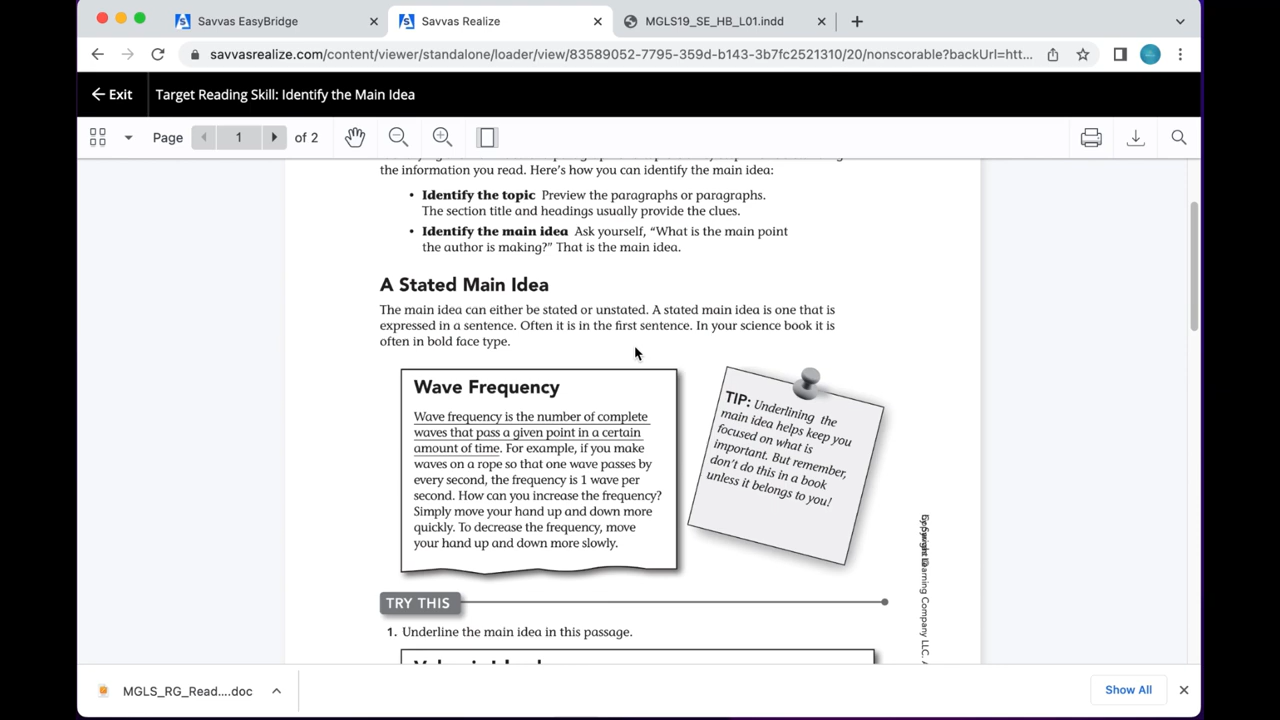 Savvas EasyBridge
Savvas Realize
MGLS19_SE_HB_L01.indd
savvasrealize.com/content/viewer/standalone/loader/view/83589052-7795-359d-b143-3b7fc2521310/20/nonscorable?backUrl=htt...
Exit
Target Reading Skill: Identify the Main Idea
Page 1 of 2
the information you read. Here's how you can identify the main idea:
• Identify the topic Preview the paragraphs or paragraphs.
The section title and headings usually provide the clues.
• Identify the main idea Ask yourself, "What is the main point
the author is making?" That is the main idea.
A Stated Main Idea
The main idea can either be stated or unstated. A stated main idea is one that is
expressed in a sentence. Often it is in the first sentence. In your science book it is
often in bold face type.
Wave Frequency
Wave frequency is the number of complete
waves that pass a given point in a certain
amount of time. For example, if you make
waves on a rope so that one wave passes by
every second, the frequency is 1 wave per
second. How can you increase the frequency?
Simply move your hand up and down more
quickly. To decrease the frequency, move
your hand up and down more slowly.
TIP: Underlining the
main idea helps keep you
focused on what is
important. But remember,
don't do this in a book
unless it belongs to you!
Learning Company LLC.
TRY THIS
1. Underline the main idea in this passage.
MGLS_RG_Read....doc
Show All